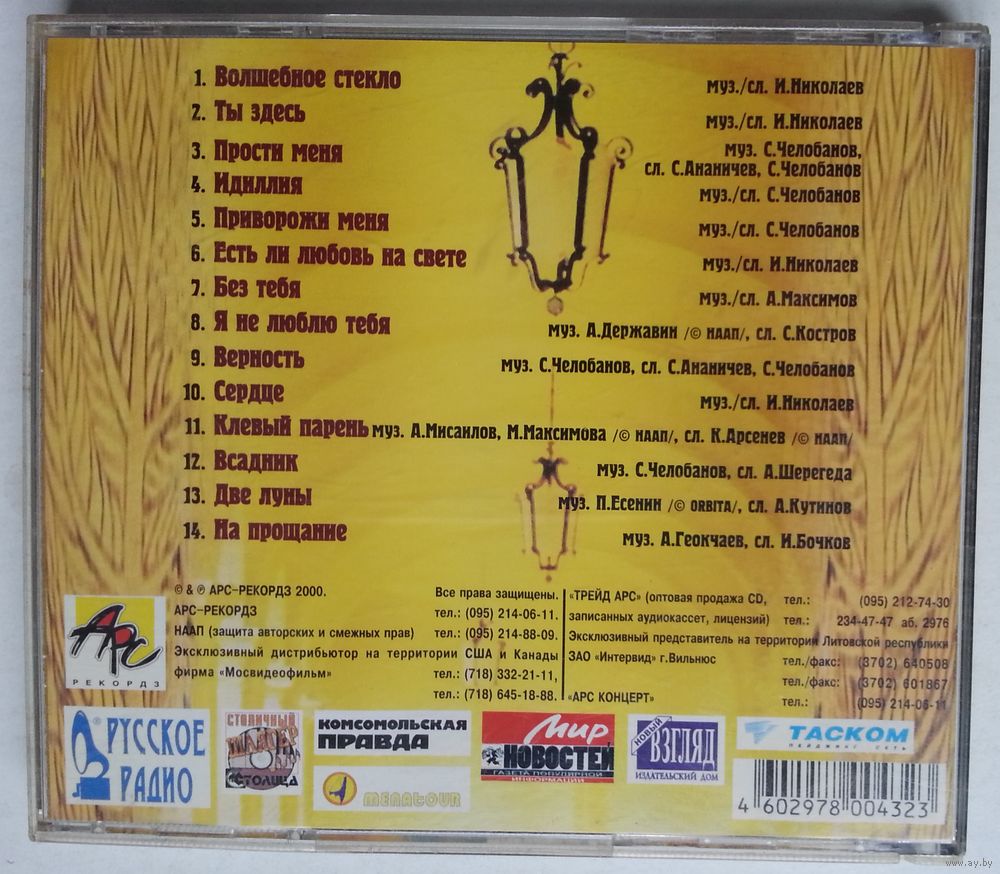 1. Волшебное стекло муз./сл. И.Николаев
2. Ты здесь муз./сл. И.Николаев
3. Прости меня муз. С.Челобанов,
сл. С.Ананичев, С.Челобанов
4. Идиллия муз./сл. С.Челобанов
5. Приворожи меня муз./сл. С.Челобанов
6. Есть ли любовь на свете муз./сл. И.Николаев
7. Без тебя муз./сл. А.Максимов
8. Я не люблю тебя муз. А.Державин /© НААП/, сл. С.Костров
9. Верность муз. С.Челобанов, сл. С.Ананичев, С.Челобанов
10. Сердце муз./сл. И.Николаев
11. Клевый парень муз. А.Мисаилов, М.Максимова /© НААП/, сл. К.Арсенев /© НААП/
12. Всадник муз. С.Челобанов, сл. А.Шерегеда
13. Две луны муз. П.Есенин /© ORBITA/, сл. А.Кутинов
14. На прощание муз. А.Геокчаев, сл. И.Бочков
© & ℗ АРС-РЕКОРДЗ 2000. Все права защищены.
АРС-РЕКОРДЗ тел.: (095) 214-06-11.
НААП (защита авторских и смежных прав) тел.: (095) 214-88-09.
Эксклюзивный дистрибьютор на территории США и Канады
фирма «Мосвидеофильм» тел.: (718) 332-21-11,
тел.: (718) 645-18-88.
«ТРЕЙД АРС» (оптовая продажа CD, тел.: (095) 212-74-30
записанных аудиокассет, лицензий) тел.: 234-47-47 аб. 2976
Эксклюзивный представитель на территории Литовской республики
ЗАО «Интервид» г.Вильнюс тел./факс: (3702) 640508
тел./факс: (3702) 601867
«АРС КОНЦЕРТ» тел.: (095) 214-06-11
АРС
РЕКОРДЗ
®
РУССКОЕ
РАДИО
СТОЛИЧНЫЙ
СТОЛИЦА
КОМСОМОЛЬСКАЯ
ПРАВДА
MENATOUR
Мир
НОВОСТЕЙ
ГАЗЕТА ПОПУЛЯРНОЙ
ИНФОРМАЦИИ
НОВЫЙ
ВЗГЛЯД
ИЗДАТЕЛЬСКИЙ ДОМ
ТАСКОМ
ПЕЙДЖИНГ СЕТЬ
4 602978 004323
www.ay.by